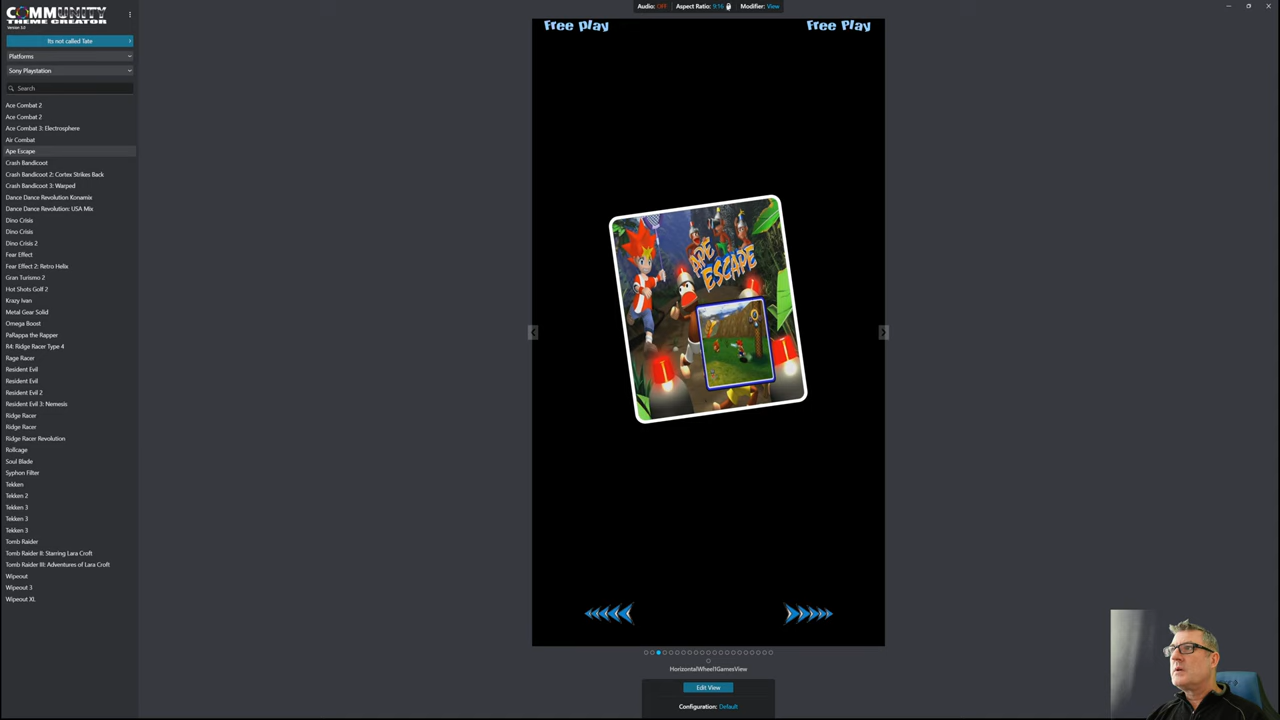 COMMUNITY
THEME CREATOR
Version: 3.0
Its not called Tate
Platforms
Sony Playstation
Search
Ace Combat 2
Ace Combat 2
Ace Combat 3: Electrosphere
Air Combat
Ape Escape
Crash Bandicoot
Crash Bandicoot 2: Cortex Strikes Back
Crash Bandicoot 3: Warped
Dance Dance Revolution Konamix
Dance Dance Revolution: USA Mix
Dino Crisis
Dino Crisis
Dino Crisis 2
Fear Effect
Fear Effect 2: Retro Helix
Gran Turismo 2
Hot Shots Golf 2
Krazy Ivan
Metal Gear Solid
Omega Boost
PaRappa the Rapper
R4: Ridge Racer Type 4
Rage Racer
Resident Evil
Resident Evil
Resident Evil 2
Resident Evil 3: Nemesis
Ridge Racer
Ridge Racer
Ridge Racer Revolution
Rollcage
Soul Blade
Syphon Filter
Tekken
Tekken 2
Tekken 3
Tekken 3
Tekken 3
Tomb Raider
Tomb Raider II: Starring Lara Croft
Tomb Raider III: Adventures of Lara Croft
Wipeout
Wipeout 3
Wipeout XL
Audio: OFF Aspect Ratio: 9:16 Modifier: View
Free Play Free Play
APE
ESCAPE
HorizontalWheel1GamesView
Edit View
Configuration: Default